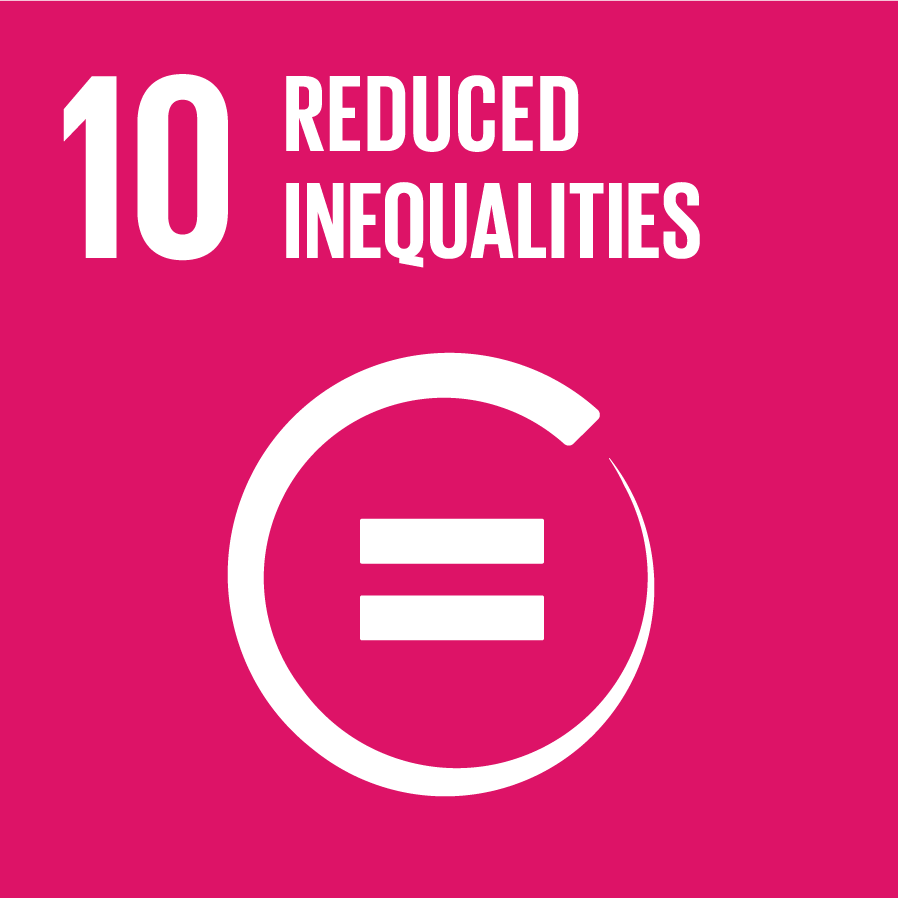 10 REDUCED
INEQUALITIES
=